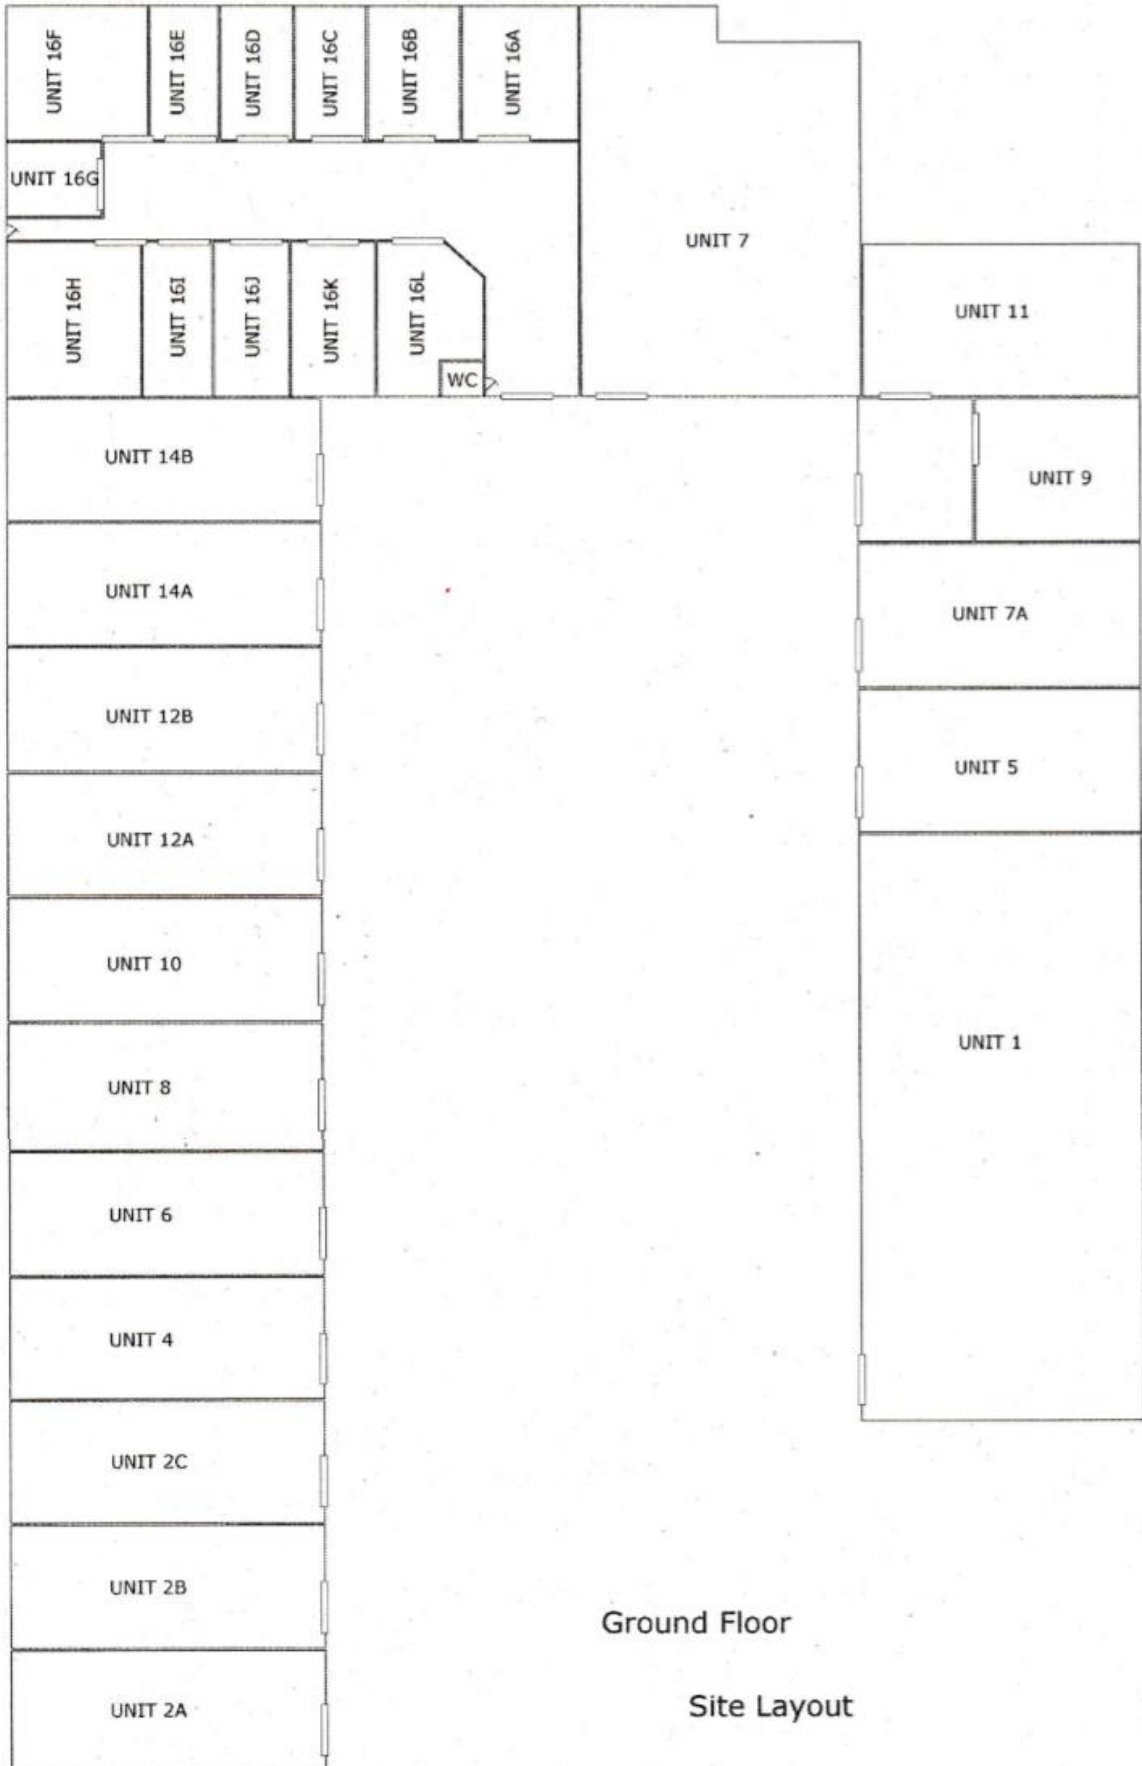 UNIT 16F
UNIT 16E
UNIT 16D
UNIT 16C
UNIT 16B
UNIT 16A
UNIT 16G
UNIT 7
UNIT 16H
UNIT 16I
UNIT 16J
UNIT 16K
UNIT 16L
WC
UNIT 11
UNIT 14B
UNIT 9
UNIT 14A
UNIT 7A
UNIT 12B
UNIT 5
UNIT 12A
UNIT 10
UNIT 1
UNIT 8
UNIT 6
UNIT 4
UNIT 2C
UNIT 2B
Ground Floor
Site Layout
UNIT 2A